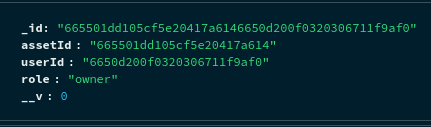 _id: "665501dd105cf5e20417a6146650d200f0320306711f9af0"
assetId : "665501dd105cf5e20417a614"
userId : "6650d200f0320306711f9af0"
role : "owner"
__v : 0